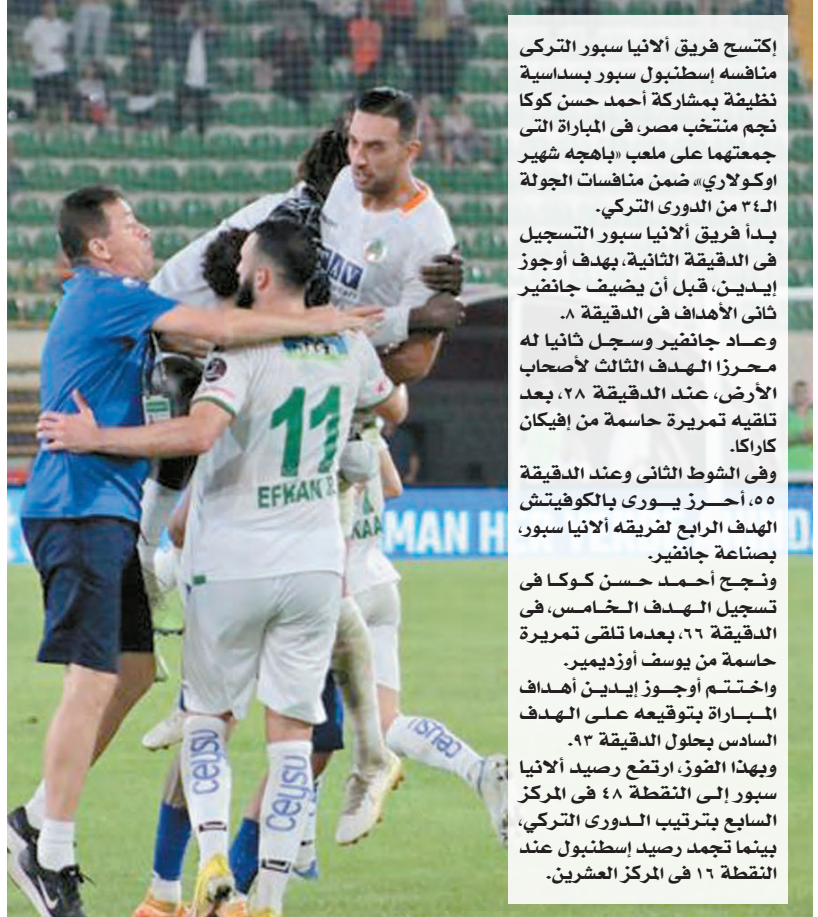 إكتسح فريق ألانيا سبور التركى
منافسه إسطنبول سبور بسداسية
نظيفة بمشاركة أحمد حسن كوكا
نجم منتخب مصر، فى المباراة التى
جمعتهما على ملعب «باهجه شهير
اوكولاري»، ضمن منافسات الجولة
الـ٣٤ من الدورى التركي.
بدأ فريق ألانيا سبور التسجيل
فى الدقيقة الثانية، بهدف أوجوز
إيدين، قبل أن يضيف جانفير
ثانى الأهداف فى الدقيقة ٨.
وعاد جانفير وسجل ثانيا له
محرزا الهدف الثالث لأصحاب
الأرض، عند الدقيقة ٢٨، بعد
تلقيه تمريرة حاسمة من إفيكان
كاراكا.
وفى الشوط الثانى وعند الدقيقة
٥٥، أحرز يورى بالكوفيتش
الهدف الرابع لفريقه ألانيا سبور،
بصناعة جانفير.
ونجح أحمد حسن كوكا فى
تسجيل الهدف الخامس، فى
الدقيقة ٦٦، بعدما تلقى تمريرة
حاسمة من يوسف أوزديمير.
واختتم أوجوز إيدين أهداف
المباراة بتوقيعه على الهدف
السادس بحلول الدقيقة ٩٣.
وبهذا الفوز، ارتفع رصيد ألانيا
سبور إلى النقطة ٤٨ فى المركز
السابع بترتيب الدورى التركي،
بينما تجمد رصيد إسطنبول عند
النقطة ١٦ فى المركز العشرين.
11
EFKAN
MAN
ceysu
ceysu
ceysu